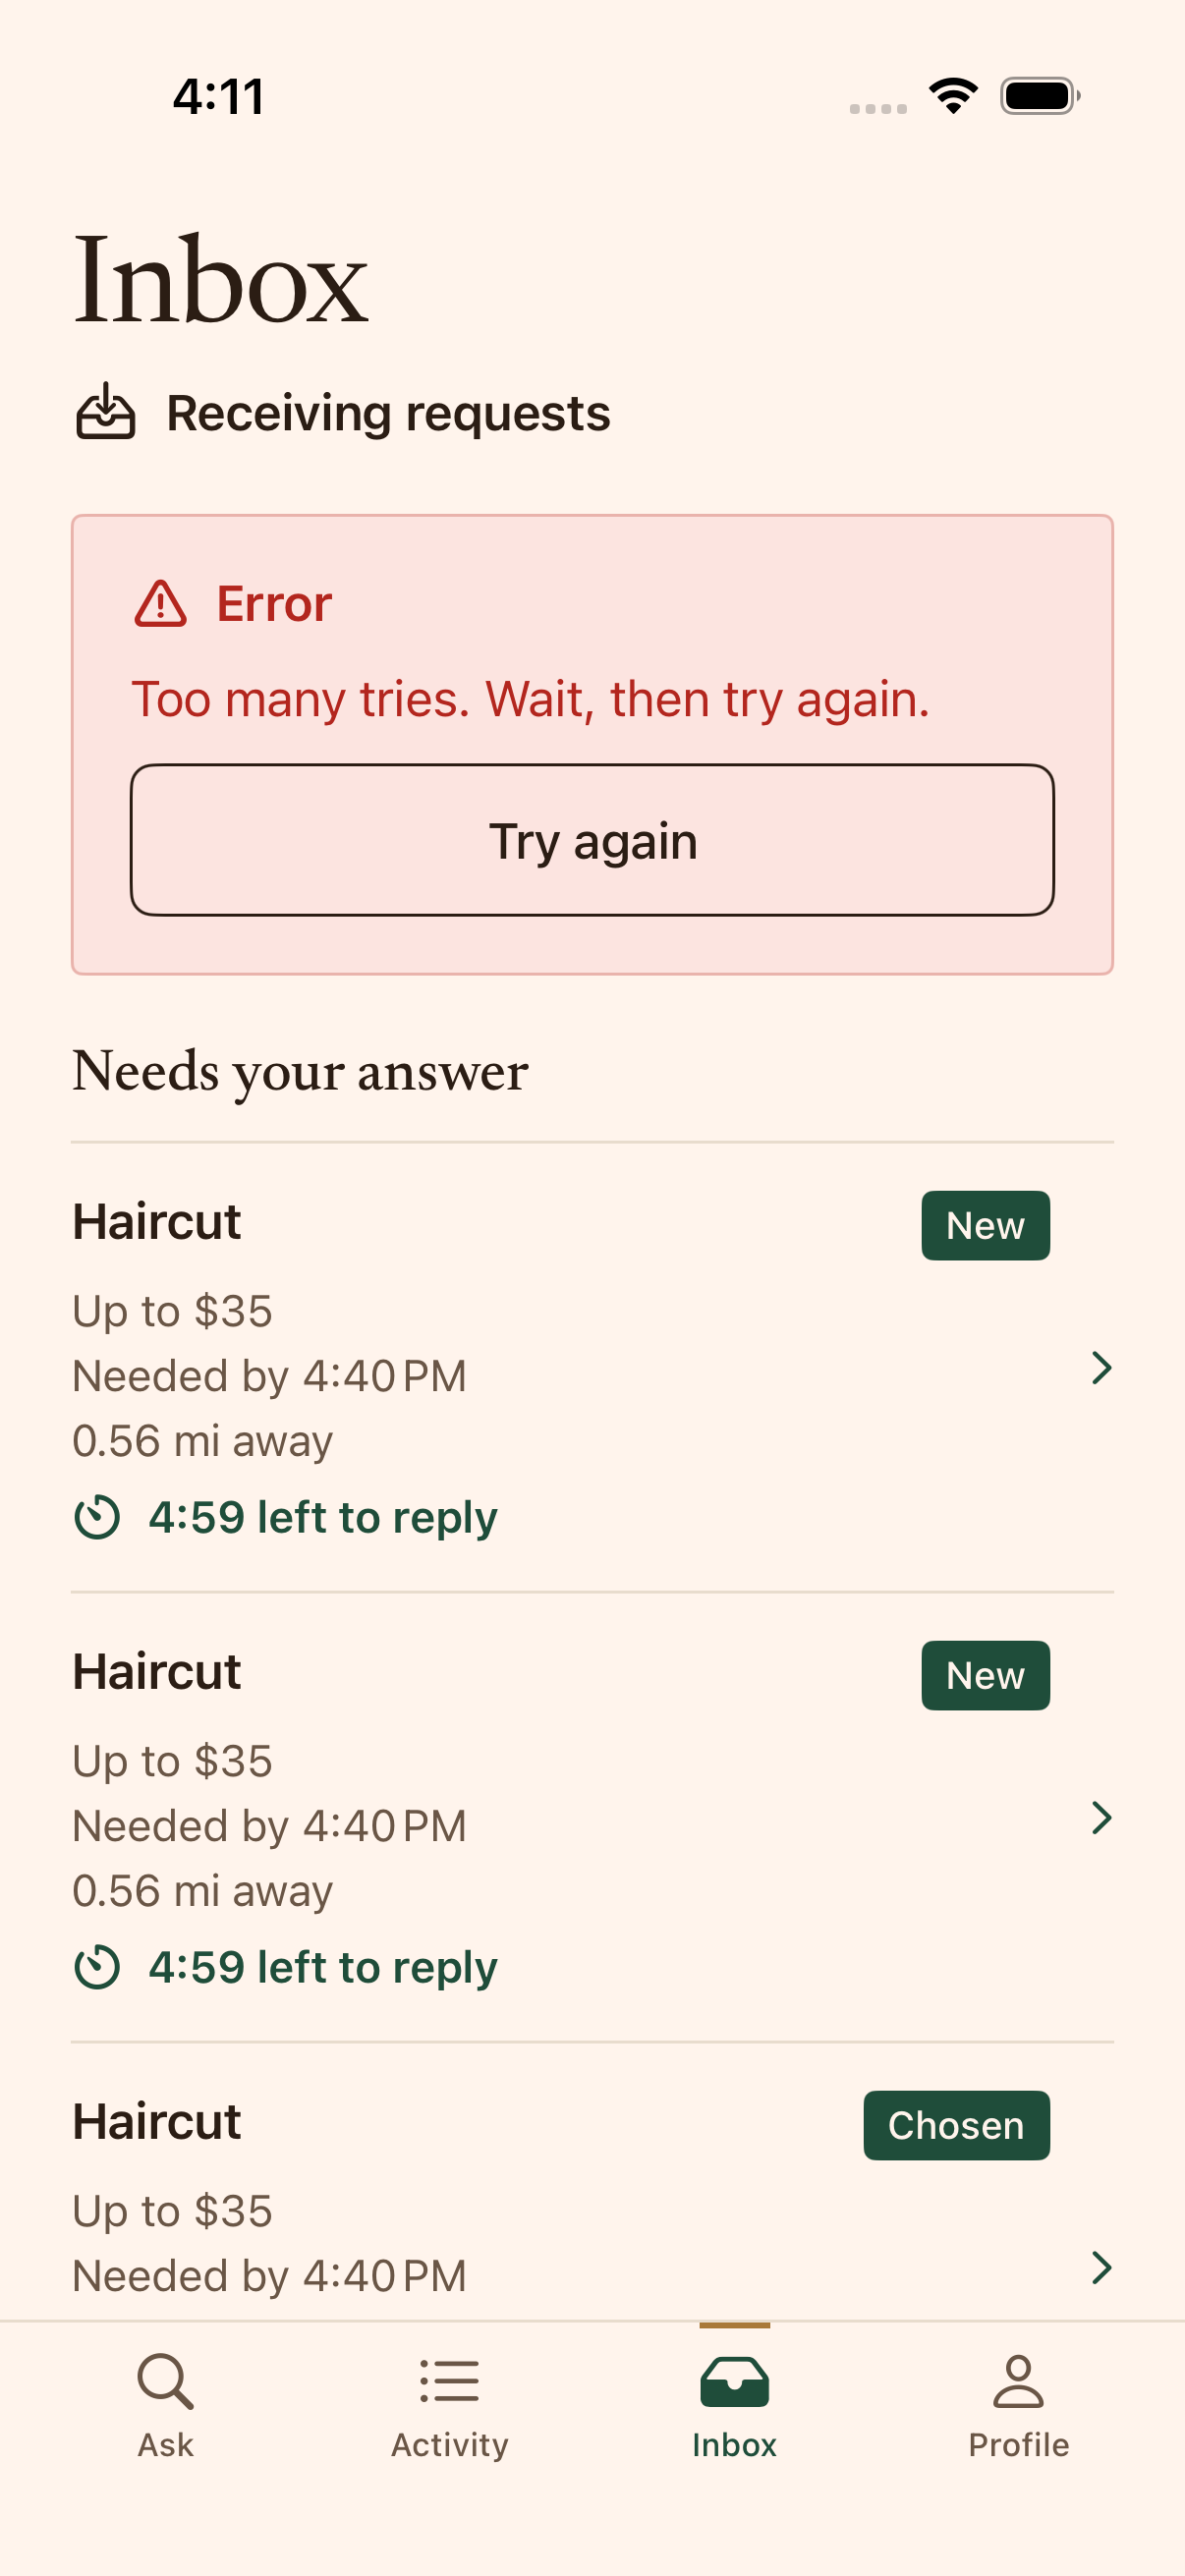 4:11
Inbox
Receiving requests
Error
Too many tries. Wait, then try again.
Try again
Needs your answer
Haircut
New
Up to $35
Needed by 4:40 PM
0.56 mi away
4:59 left to reply
Haircut
New
Up to $35
Needed by 4:40 PM
0.56 mi away
4:59 left to reply
Haircut
Chosen
Up to $35
Needed by 4:40 PM
Ask
Activity
Inbox
Profile